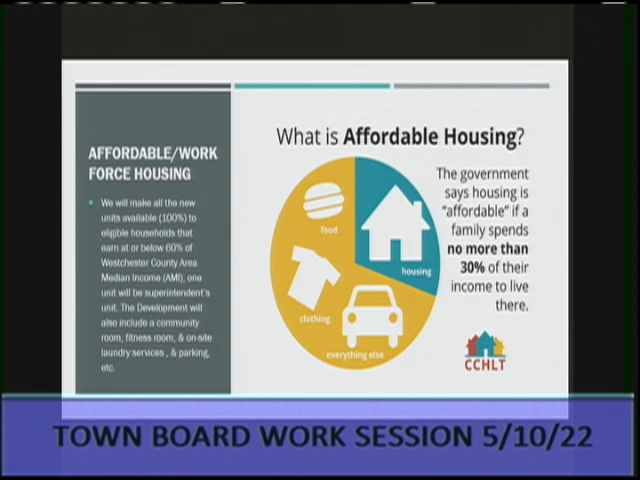 AFFORDABLE/WORK
FORCE HOUSING
We will make all the new
units available (100%) to
eligible households that
earn at or below 60% of
Westchester County Area
Median Income (AMI), one
unit will be superintendent's
unit. The Development will
also include a community
room, fitness room, & on-site
laundry services , & parking,
etc.
What is Affordable Housing?
food
housing
clothing
everything else
The government
says housing is
"affordable" if a
family spends
no more than
30% of their
income to live
there.
CCHLT
TOWN BOARD WORK SESSION 5/10/22